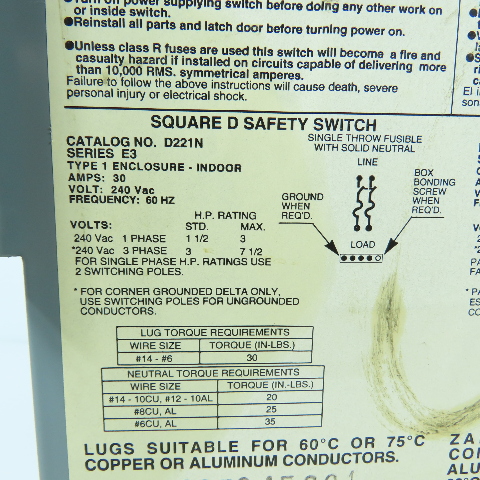 Turn off power supplying switch before doing any other work on
or inside switch.
●Reinstall all parts and latch door before turning power on.
●Unless class R fuses are used this switch will become a fire and
casualty hazard if installed on circuits capable of delivering more
than 10,000 RMS. symmetrical amperes.
Failure to follow the above instructions will cause death, severe
personal injury or electrical shock.
SQUARE D SAFETY SWITCH
CATALOG NO. D221N
SERIES E3
TYPE 1 ENCLOSURE - INDOOR
AMPS: 30
VOLT: 240 Vac
FREQUENCY: 60 HZ
SINGLE THROW FUSIBLE
WITH SOLID NEUTRAL
LINE
GROUND
WHEN
REQ'D.
BOX
BONDING
SCREW
WHEN
REQ'D.
LOAD
H.P. RATING
VOLTS: STD. MAX.
240 Vac 1 PHASE 1 1/2 3
*240 Vac 3 PHASE 3 7 1/2
FOR SINGLE PHASE H.P. RATINGS USE
2 SWITCHING POLES.
* FOR CORNER GROUNDED DELTA ONLY,
USE SWITCHING POLES FOR UNGROUNDED
CONDUCTORS.
LUG TORQUE REQUIREMENTS
WIRE SIZE TORQUE (IN-LBS.)
#14 - #6 30
NEUTRAL TORQUE REQUIREMENTS
WIRE SIZE TORQUE (IN.-LBS.)
#14 - 10CU, #12 - 10AL 20
#8CU, AL 25
#6CU, AL 35
LUGS SUITABLE FOR 60°C OR 75°C
COPPER OR ALUMINUM CONDUCTORS.